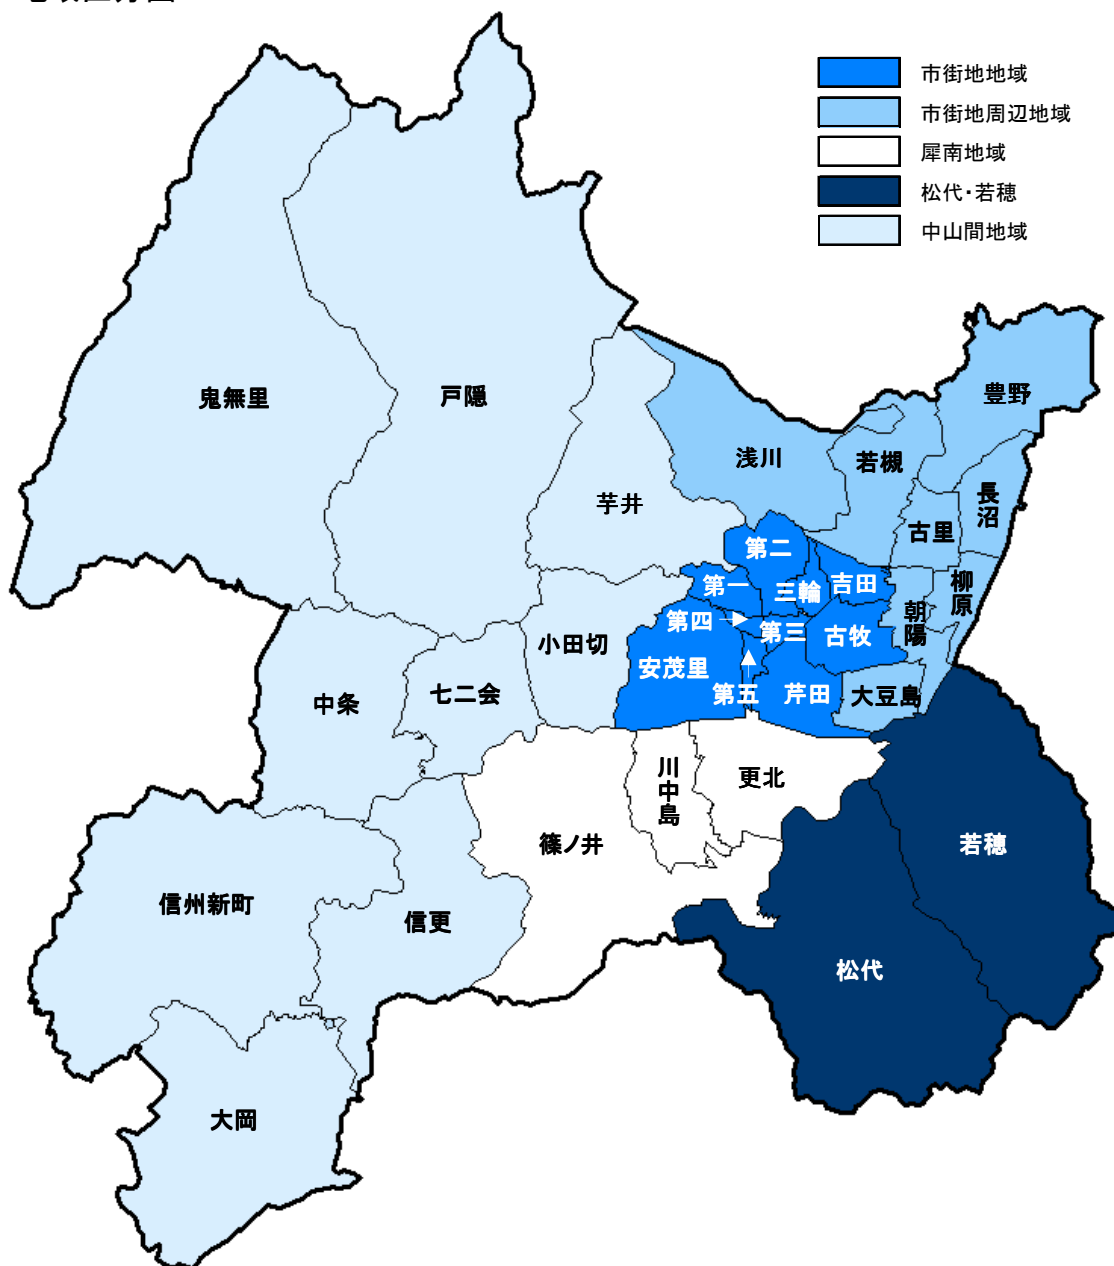 市街地地域
市街地周辺地域
犀南地域
松代・若穂
中山間地域
鬼無里
戸隠
豊野
浅川
若槻
長沼
芋井
古里
第二
第一
三輪
吉田
柳原
朝陽
第四
第三
古牧
小田切
安茂里
第五
芹田
大豆島
七二会
中条
川中島
更北
篠ノ井
若穂
信州新町
信更
松代
大岡